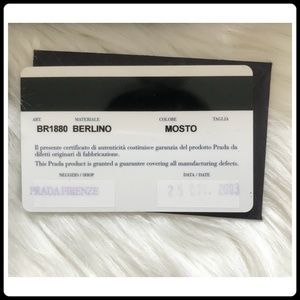 ART MATERIALE COLORE TAGLIA
BR1880 BERLINO MOSTO
Il presente certificato di autenticità costituisce garanzia del prodotto Prada da
difetti originari di fabbricazione.
This Prada product is granted a guarantee covering all manufacturing defects.
NEGOZIO / SHOP DATA / DATE
PRADA FIRENZE 25 2003